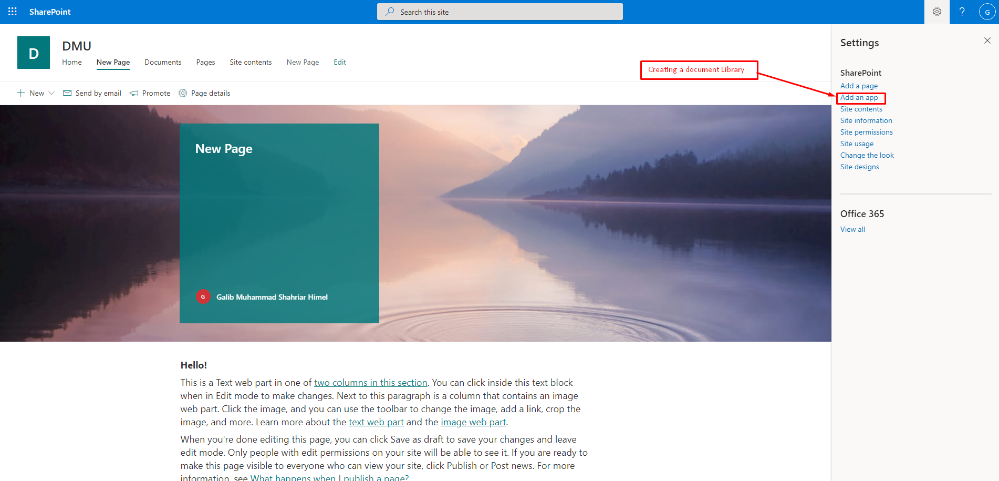 SharePoint
Search this site
?
G
D
DMU
Home
New Page
Documents
Pages
Site contents
New Page
Edit
Creating a document Library
Settings
SharePoint
Add a page
Add an app
Site contents
Site information
Site permissions
Site usage
Change the look
Site designs
Office 365
View all
New
Send by email
Promote
Page details
New Page
G
Galib Muhammad Shahriar Himel
Hello!
This is a Text web part in one of two columns in this section. You can click inside this text block
when in Edit mode to make changes. Next to this paragraph is a column that contains an image
web part. Click the image, and you can use the toolbar to change the image, add a link, crop the
image, and more. Learn more about the text web part and the image web part.
When you're done editing this page, you can click Save as draft to save your changes and leave
edit mode. Only people with edit permissions on your site will be able to see it. If you are ready to
make this page visible to everyone who can view your site, click Publish or Post news. For more
information, see What happens when I publish a page?